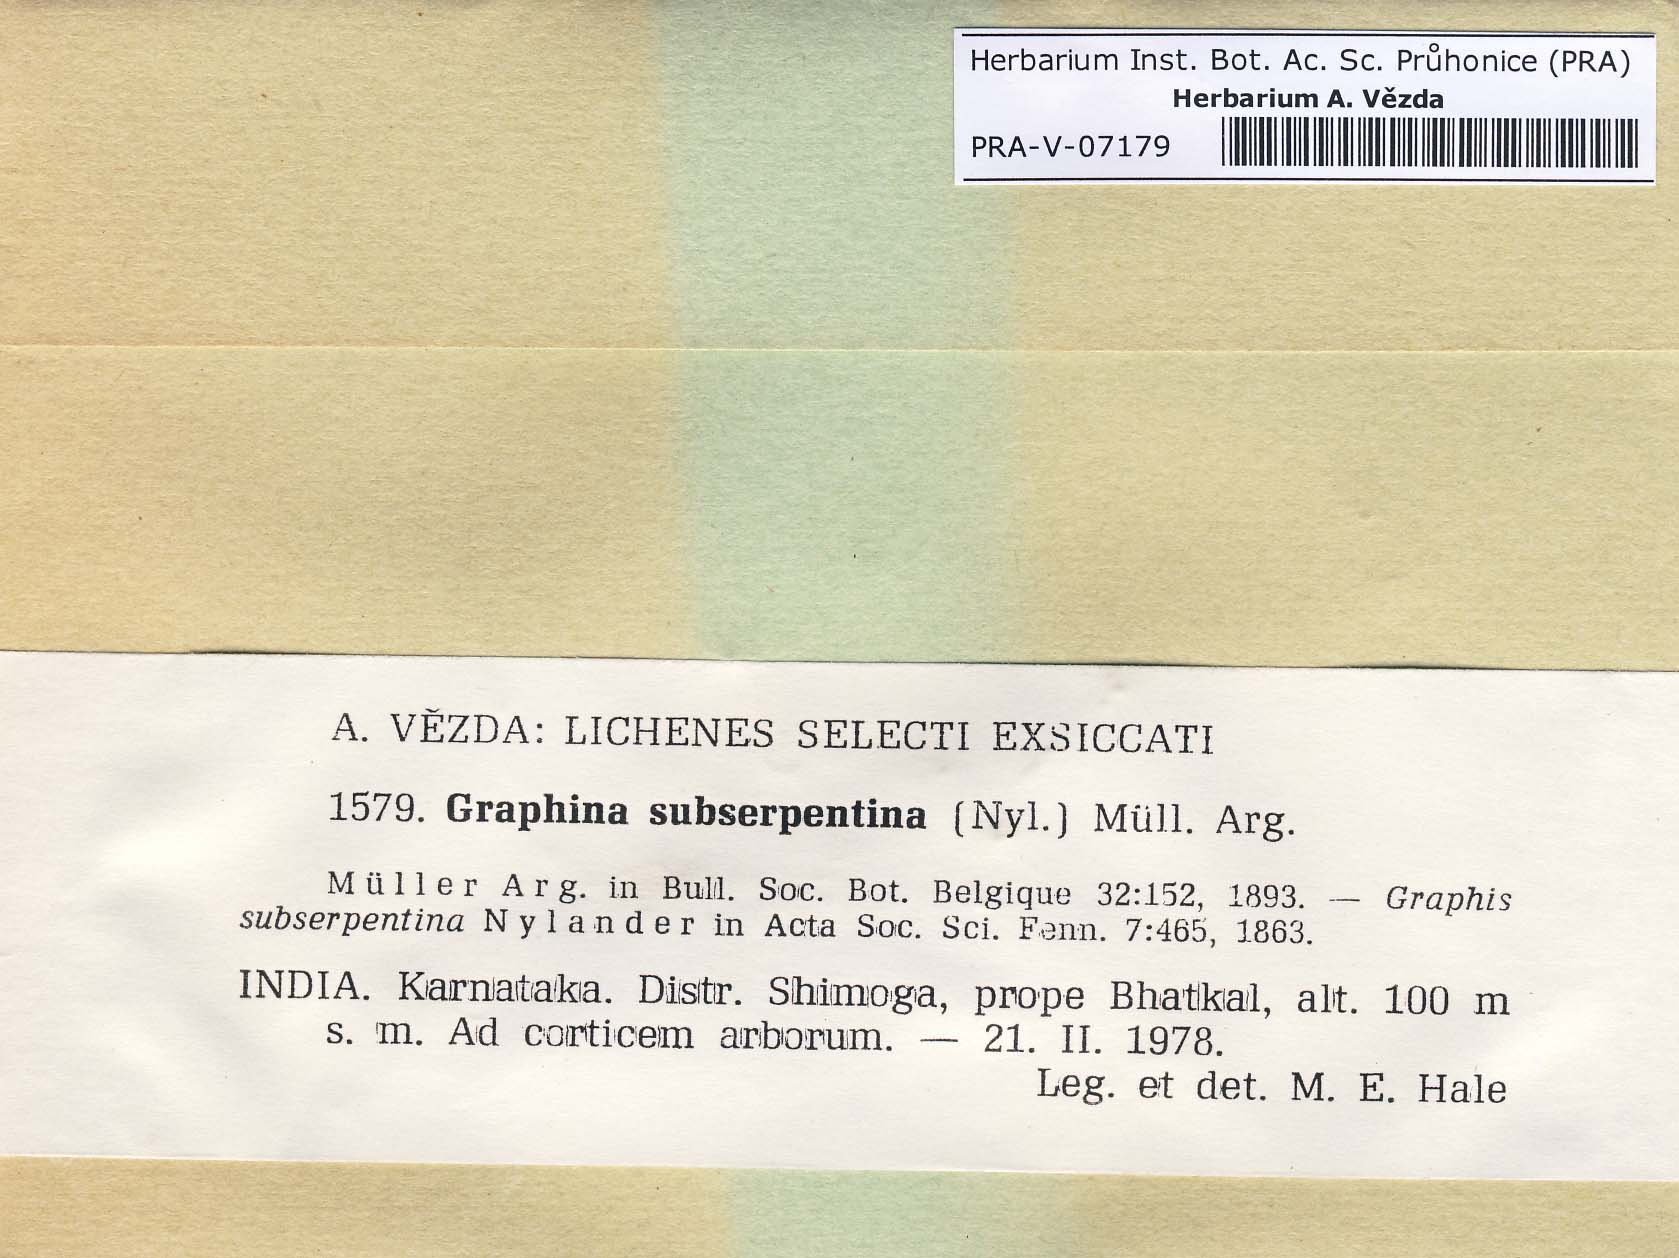 Herbarium Inst. Bot. Ac. Sc. Průhonice (PRA)
Herbarium A. Vězda
PRA-V-07179
A. VĚZDA: LICHENES SELECTI EXSICCATI
1579. Graphina subserpentina (Nyl.) Müll. Arg.
Müller Arg. in Bull. Soc. Bot. Belgique 32:152, 1893. — Graphis
subserpentina Nylander in Acta Soc. Sci. Fenn. 7:465, 1863.
INDIA. Karnataka. Distr. Shimoga, prope Bhatkal, alt. 100 m
s. m. Ad corticem arborum. — 21. II. 1978.
Leg. et det. M. E. Hale